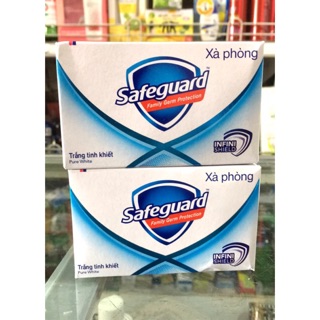 Xà phòng
Safeguard
Family Germ Protection
Trắng tinh khiết
Pure White
INFINI
SHIELD
Xà phòng
Safeguard
Family Germ Protection
Trắng tinh khiết
Pure White
INFINI
SHIELD